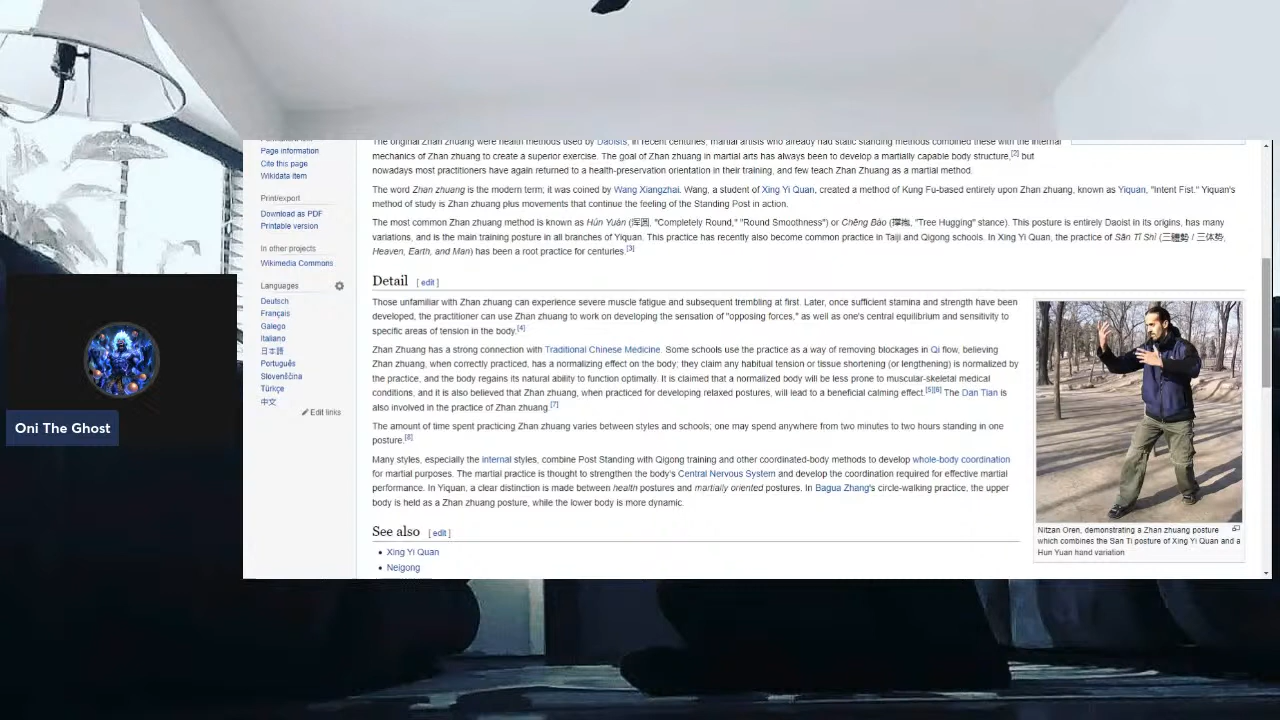 Page information
Cite this page
Wikidata item
Print/export
Download as PDF
Printable version
In other projects
Wikimedia Commons
Languages
Deutsch
Français
Galego
Italiano
日本語
Português
Slovenščina
Türkçe
中文
Edit links
The original Zhan zhuang were health methods used by Daoists; in recent centuries, martial artists who already had static standing methods combined these with the internal
mechanics of Zhan zhuang to create a superior exercise. The goal of Zhan zhuang in martial arts has always been to develop a martially capable body structure,[2] but
nowadays most practitioners have again returned to a health-preservation orientation in their training, and few teach Zhan Zhuang as a martial method.
The word Zhan zhuang is the modern term; it was coined by Wang Xiangzhai. Wang, a student of Xing Yi Quan, created a method of Kung Fu-based entirely upon Zhan zhuang, known as Yiquan, "Intent Fist." Yiquan's
method of study is Zhan zhuang plus movements that continue the feeling of the Standing Post in action.
The most common Zhan zhuang method is known as Hún Yuán (浑圆, "Completely Round," "Round Smoothness") or Chēng Bào (撑抱, "Tree Hugging" stance). This posture is entirely Daoist in its origins, has many
variations, and is the main training posture in all branches of Yiquan. This practice has recently also become common practice in Taiji and Qigong schools. In Xing Yi Quan, the practice of Sān Tǐ Shì (三體勢 / 三体势,
Heaven, Earth, and Man) has been a root practice for centuries.[3]
Detail [ edit ]
Those unfamiliar with Zhan zhuang can experience severe muscle fatigue and subsequent trembling at first. Later, once sufficient stamina and strength have been
developed, the practitioner can use Zhan zhuang to work on developing the sensation of "opposing forces," as well as one's central equilibrium and sensitivity to
specific areas of tension in the body.[4]
Zhan Zhuang has a strong connection with Traditional Chinese Medicine. Some schools use the practice as a way of removing blockages in Qi flow, believing
Zhan zhuang, when correctly practiced, has a normalizing effect on the body; they claim any habitual tension or tissue shortening (or lengthening) is normalized by
the practice, and the body regains its natural ability to function optimally. It is claimed that a normalized body will be less prone to muscular-skeletal medical
conditions, and it is also believed that Zhan zhuang, when practiced for developing relaxed postures, will lead to a beneficial calming effect.[5][6] The Dan Tian is
also involved in the practice of Zhan zhuang.[7]
The amount of time spent practicing Zhan zhuang varies between styles and schools; one may spend anywhere from two minutes to two hours standing in one
posture.[8]
Many styles, especially the internal styles, combine Post Standing with Qigong training and other coordinated-body methods to develop whole-body coordination
for martial purposes. The martial practice is thought to strengthen the body's Central Nervous System and develop the coordination required for effective martial
performance. In Yiquan, a clear distinction is made between health postures and martially oriented postures. In Bagua Zhang's circle-walking practice, the upper
body is held as a Zhan zhuang posture, while the lower body is more dynamic.
Nitzan Oren, demonstrating a Zhan zhuang posture
which combines the San Ti posture of Xing Yi Quan and a
Hun Yuan hand variation
See also [ edit ]
Xing Yi Quan
Neigong
Oni The Ghost